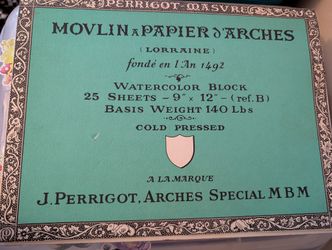 PERRIGOT-MASVRE
MOVLIN A PAPIER d'ARCHES
(LORRAINE)
fondé en l'An 1492
WATERCOLOR BLOCK
25 SHEETS – 9" × 12" – (ref. B)
BASIS WEIGHT 140 Lbs
COLD PRESSED
A LA MARQUE
J. PERRIGOT, ARCHES SPECIAL M B M